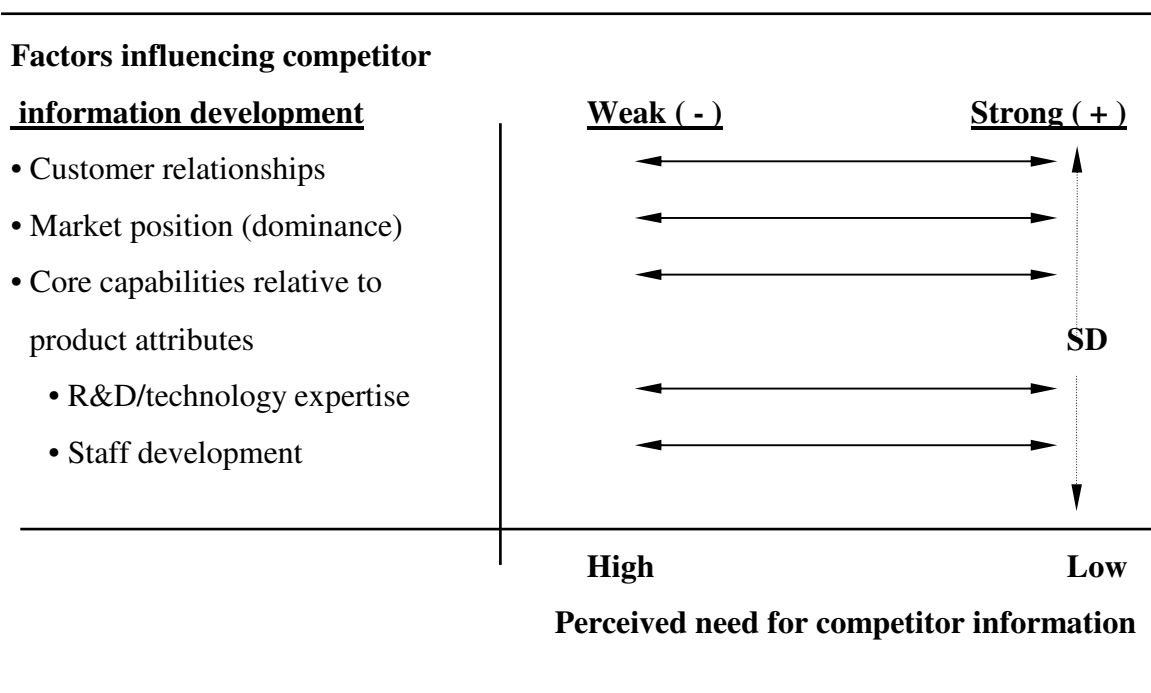 Factors influencing competitor
information development
Weak ( - )
Strong ( + )
• Customer relationships
• Market position (dominance)
• Core capabilities relative to
product attributes
SD
• R&D/technology expertise
• Staff development
High
Low
Perceived need for competitor information